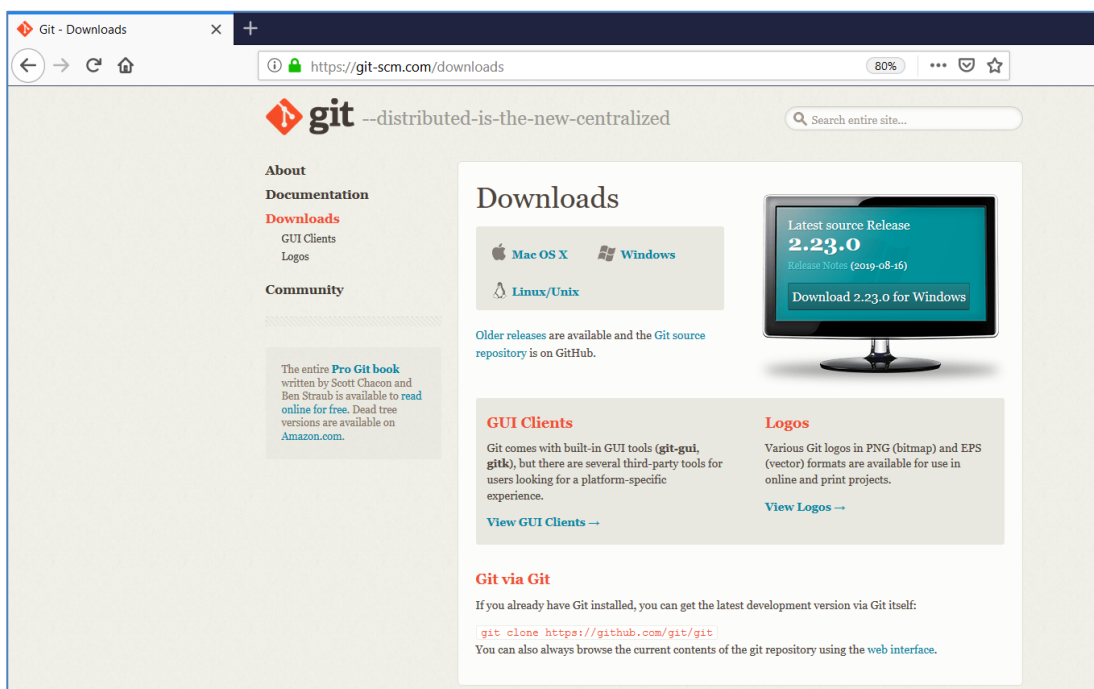 Git - Downloads
https://git-scm.com/downloads
80%
git --distributed-is-the-new-centralized
Search entire site...
About
Documentation
Downloads
GUI Clients
Logos
Community
The entire Pro Git book
written by Scott Chacon and
Ben Straub is available to read
online for free. Dead tree
versions are available on
Amazon.com.
Downloads
Mac OS X
Windows
Linux/Unix
Older releases are available and the Git source
repository is on GitHub.
Latest source Release
2.23.0
Release Notes (2019-08-16)
Download 2.23.0 for Windows
GUI Clients
Git comes with built-in GUI tools (git-gui,
gitk), but there are several third-party tools for
users looking for a platform-specific
experience.
View GUI Clients →
Logos
Various Git logos in PNG (bitmap) and EPS
(vector) formats are available for use in
online and print projects.
View Logos →
Git via Git
If you already have Git installed, you can get the latest development version via Git itself:
git clone https://github.com/git/git
You can also always browse the current contents of the git repository using the web interface.